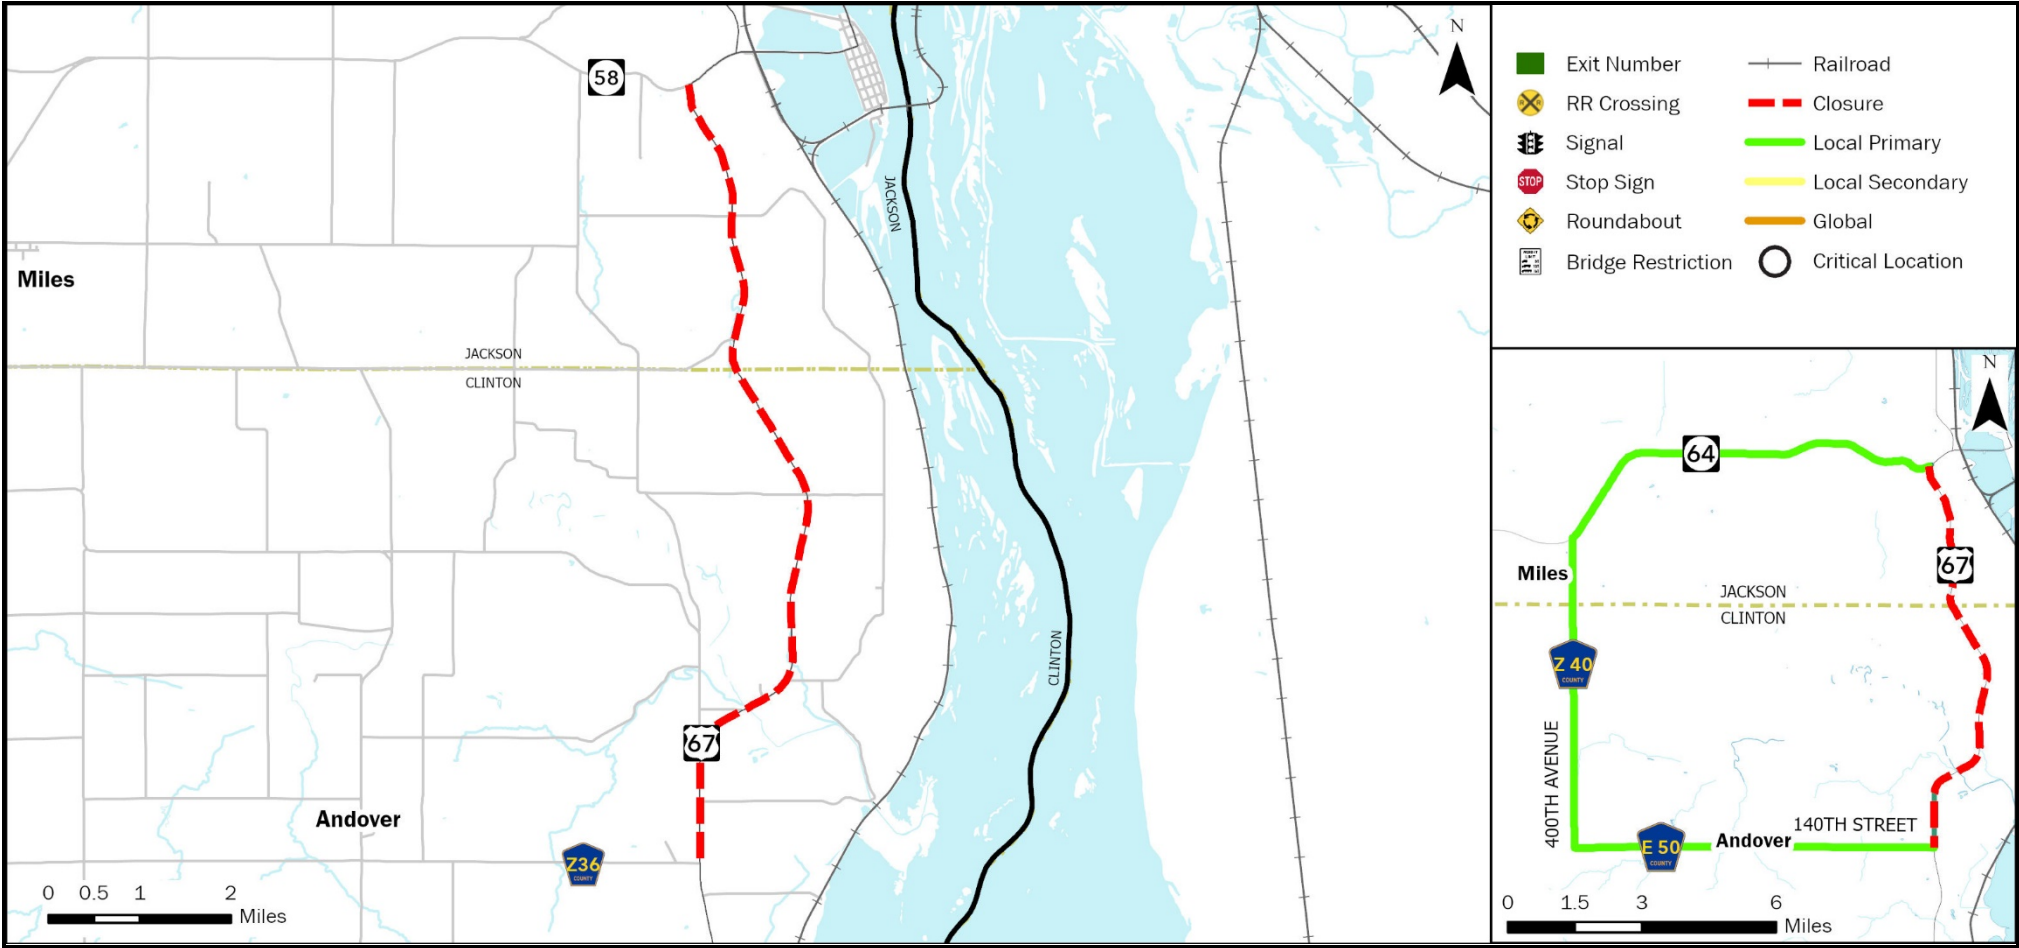 58
JACKSON
Miles
JACKSON
CLINTON
CLINTON
67
Andover
Z36
COUNTY
0 0.5 1 2
Miles
N
Exit Number
RR Crossing
Signal
STOP Stop Sign
Roundabout
Bridge Restriction
Railroad
Closure
Local Primary
Local Secondary
Global
Critical Location
N
64
67
Miles
JACKSON
CLINTON
Z 40
COUNTY
400TH AVENUE
140TH STREET
E 50
COUNTY
Andover
0 1.5 3 6
Miles